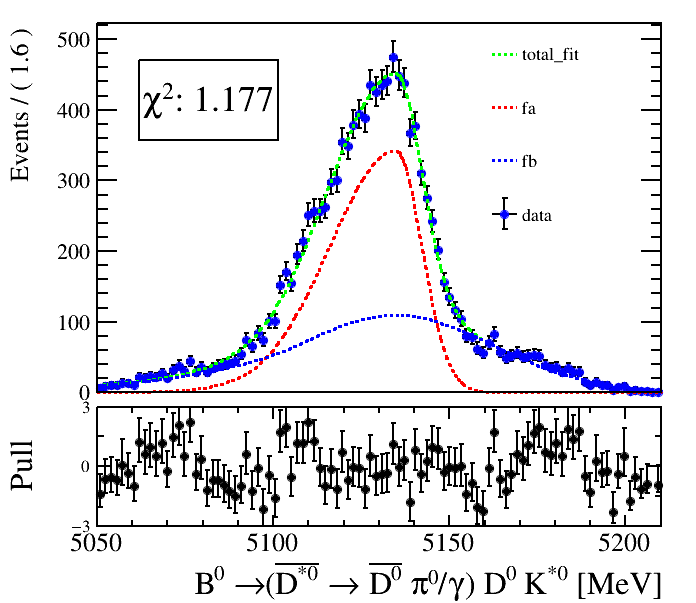 500
400
300
200
100
0
Events / ( 1.6 )
χ²: 1.177
total_fit
fa
fb
data
3
0
−3
Pull
5050 5100 5150 5200
B⁰ →(D̅*⁰̅ → D̅⁰̅ π⁰/γ) D⁰ K*⁰ [MeV]